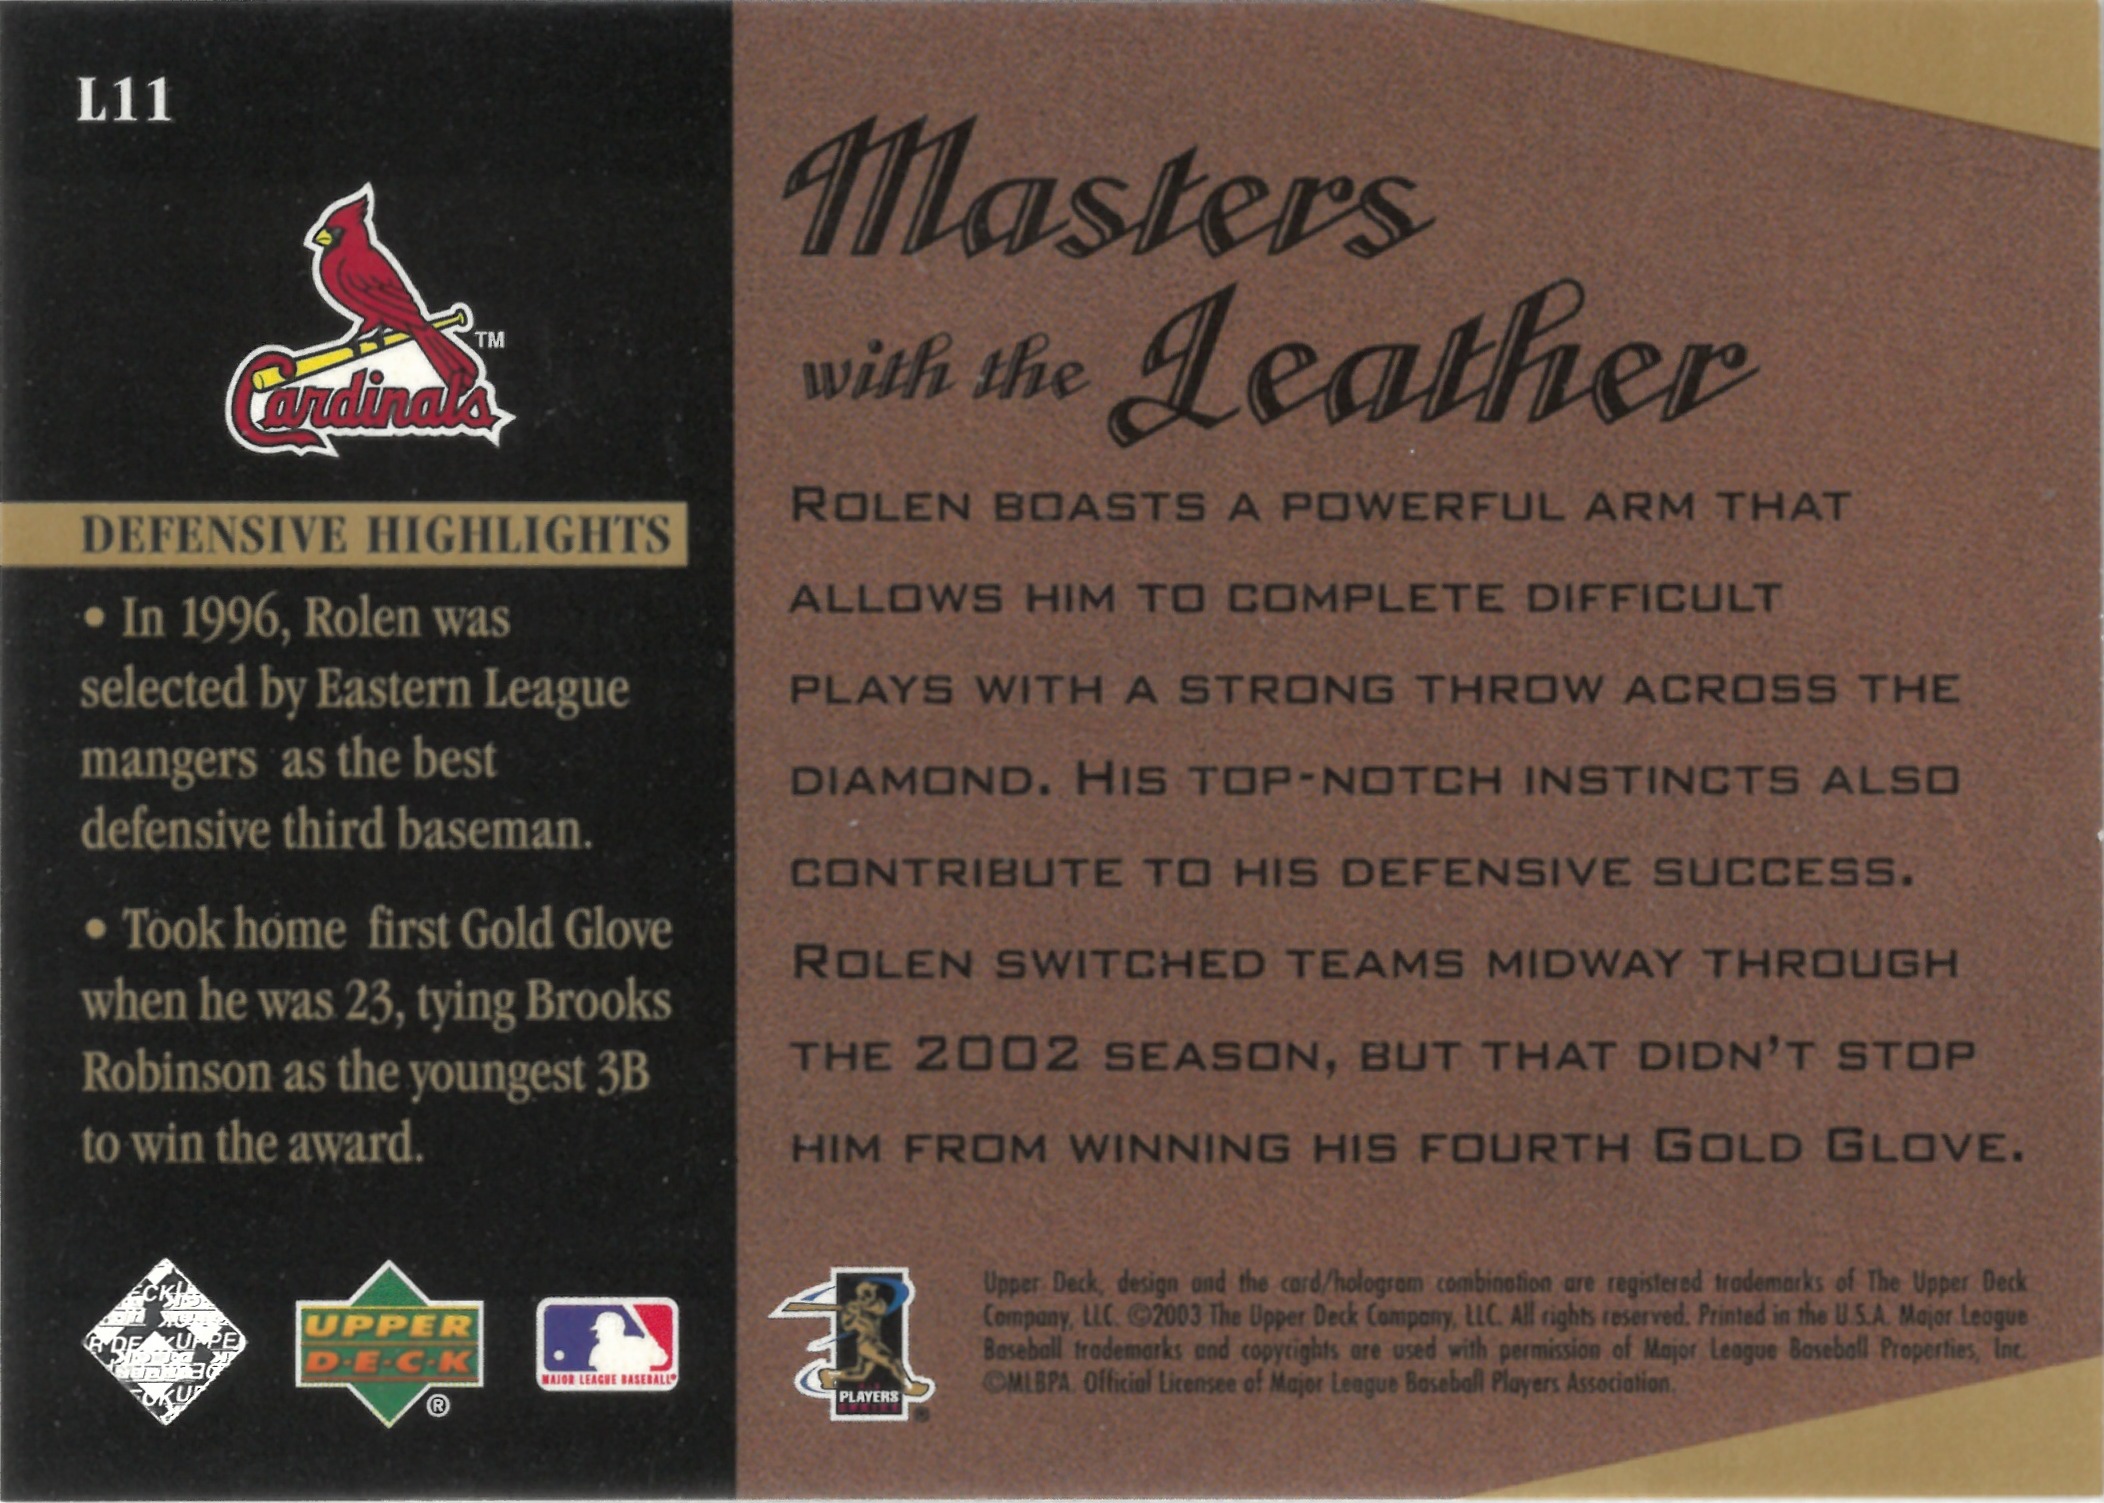 L11
Cardinals
TM
DEFENSIVE HIGHLIGHTS
• In 1996, Rolen was
selected by Eastern League
mangers as the best
defensive third baseman.
• Took home first Gold Glove
when he was 23, tying Brooks
Robinson as the youngest 3B
to win the award.
UPPER
D·E·C·K
®
MAJOR LEAGUE BASEBALL®
Masters
with the Leather
ROLEN BOASTS A POWERFUL ARM THAT
ALLOWS HIM TO COMPLETE DIFFICULT
PLAYS WITH A STRONG THROW ACROSS THE
DIAMOND. HIS TOP-NOTCH INSTINCTS ALSO
CONTRIBUTE TO HIS DEFENSIVE SUCCESS.
ROLEN SWITCHED TEAMS MIDWAY THROUGH
THE 2002 SEASON, BUT THAT DIDN'T STOP
HIM FROM WINNING HIS FOURTH GOLD GLOVE.
PLAYERS
Upper Deck, design and the card/hologram combination are registered trademarks of The Upper Deck
Company, LLC. ©2003 The Upper Deck Company, LLC. All rights reserved. Printed in the U.S.A. Major League
Baseball trademarks and copyrights are used with permission of Major League Baseball Properties, Inc.
©MLBPA. Official Licensee of Major League Baseball Players Association.